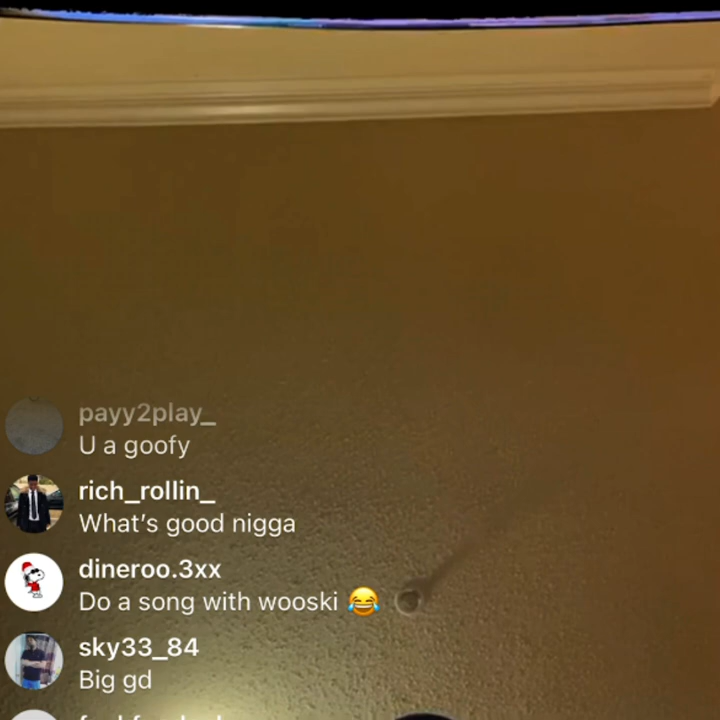 payy2play_
U a goofy
rich_rollin_
What's good nigga
dineroo.3xx
Do a song with wooski 😂
sky33_84
Big gd